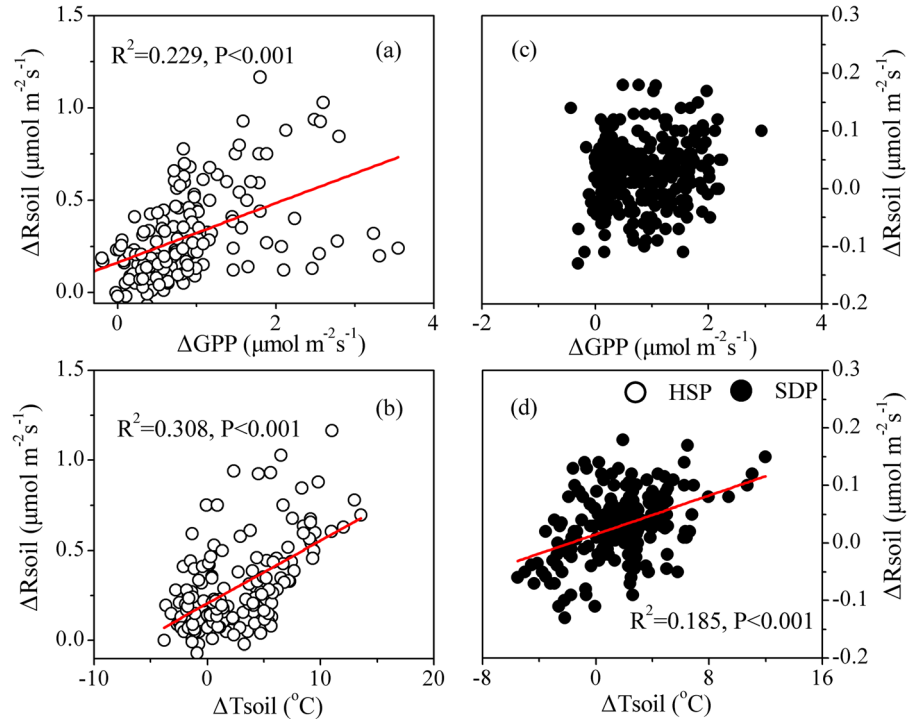 1.5
1.0
0.5
0.0
ΔRsoil (μmol m⁻²s⁻¹)
R²=0.229, P<0.001
(a)
0 2 4
ΔGPP (μmol m⁻²s⁻¹)
(c)
0.3
0.2
0.1
0.0
-0.1
-0.2
ΔRsoil (μmol m⁻²s⁻¹)
-2 0 2 4
ΔGPP (μmol m⁻²s⁻¹)
1.5
1.0
0.5
0.0
ΔRsoil (μmol m⁻²s⁻¹)
(b)
R²=0.308, P<0.001
-10 0 10 20
ΔTsoil (°C)
HSP SDP
(d)
R²=0.185, P<0.001
0.3
0.2
0.1
0.0
-0.1
-0.2
ΔRsoil (μmol m⁻²s⁻¹)
-8 0 8 16
ΔTsoil (°C)